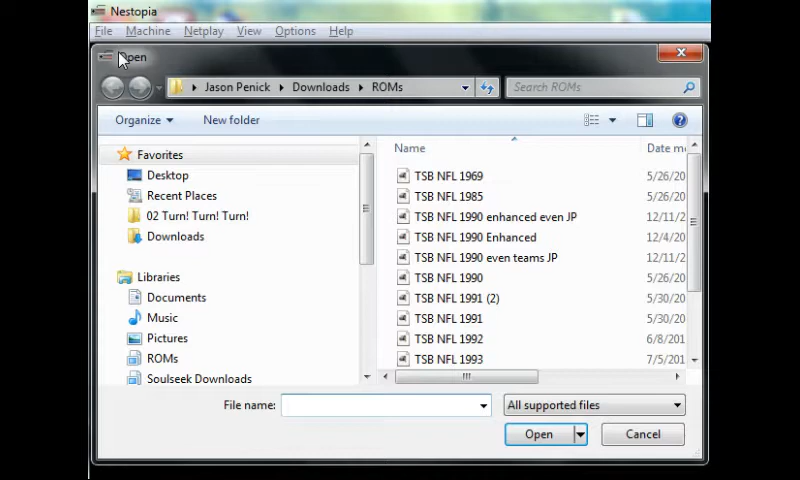 Nestopia
File Machine Netplay View Options Help
Open
Jason Penick Downloads ROMs Search ROMs
Organize New folder
Name Date
Favorites
Desktop
Recent Places
02 Turn! Turn! Turn!
Downloads
Libraries
Documents
Music
Pictures
ROMs
Soulseek Downloads
TSB NFL 1969 5/26/20
TSB NFL 1985 5/26/20
TSB NFL 1990 enhanced even JP 12/11/2
TSB NFL 1990 Enhanced 12/4/20
TSB NFL 1990 even teams JP 12/11/2
TSB NFL 1990 5/26/20
TSB NFL 1991 (2) 5/30/20
TSB NFL 1991 5/30/20
TSB NFL 1992 6/8/201
TSB NFL 1993 7/5/201
File name: All supported files
Open Cancel